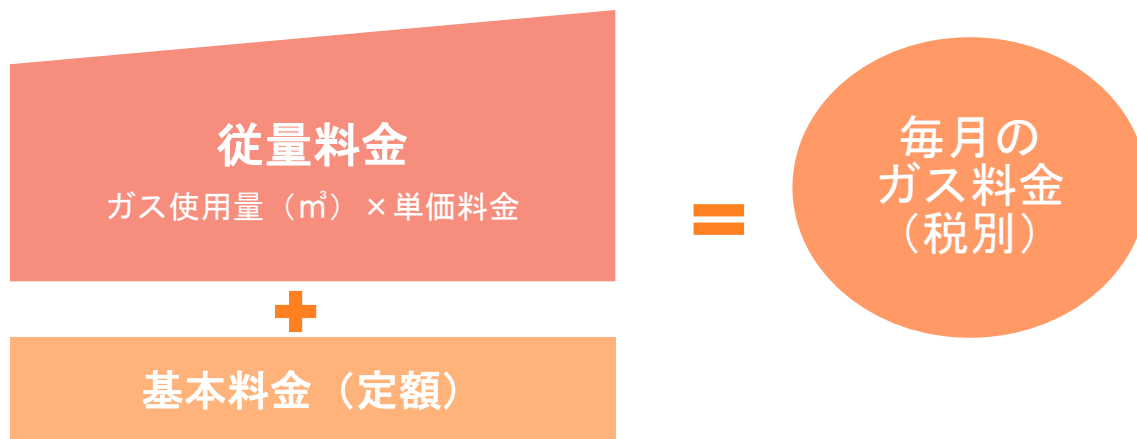 従量料金
ガス使用量（㎥）×単価料金
基本料金（定額）
毎月の
ガス料金
（税別）